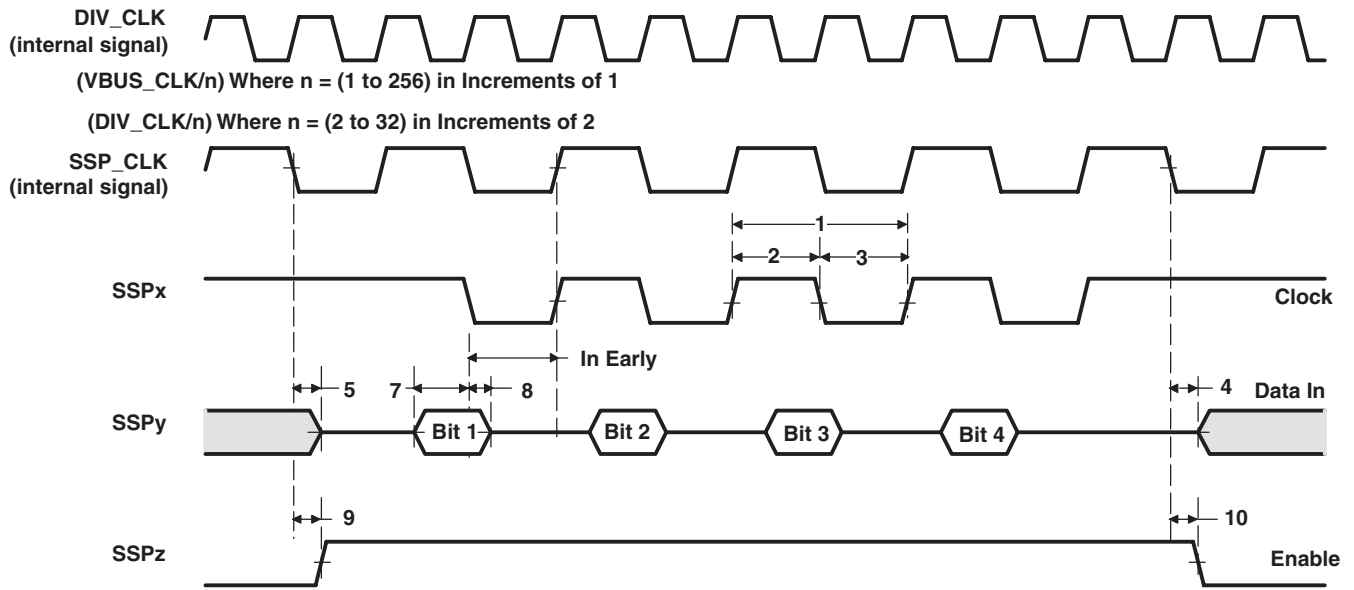 DIV_CLK
(internal signal)
(VBUS_CLK/n) Where n = (1 to 256) in Increments of 1
(DIV_CLK/n) Where n = (2 to 32) in Increments of 2
SSP_CLK
(internal signal)
1
2
3
SSPx
Clock
In Early
5
7
8
4
Data In
SSPy
Bit 1
Bit 2
Bit 3
Bit 4
9
10
SSPz
Enable